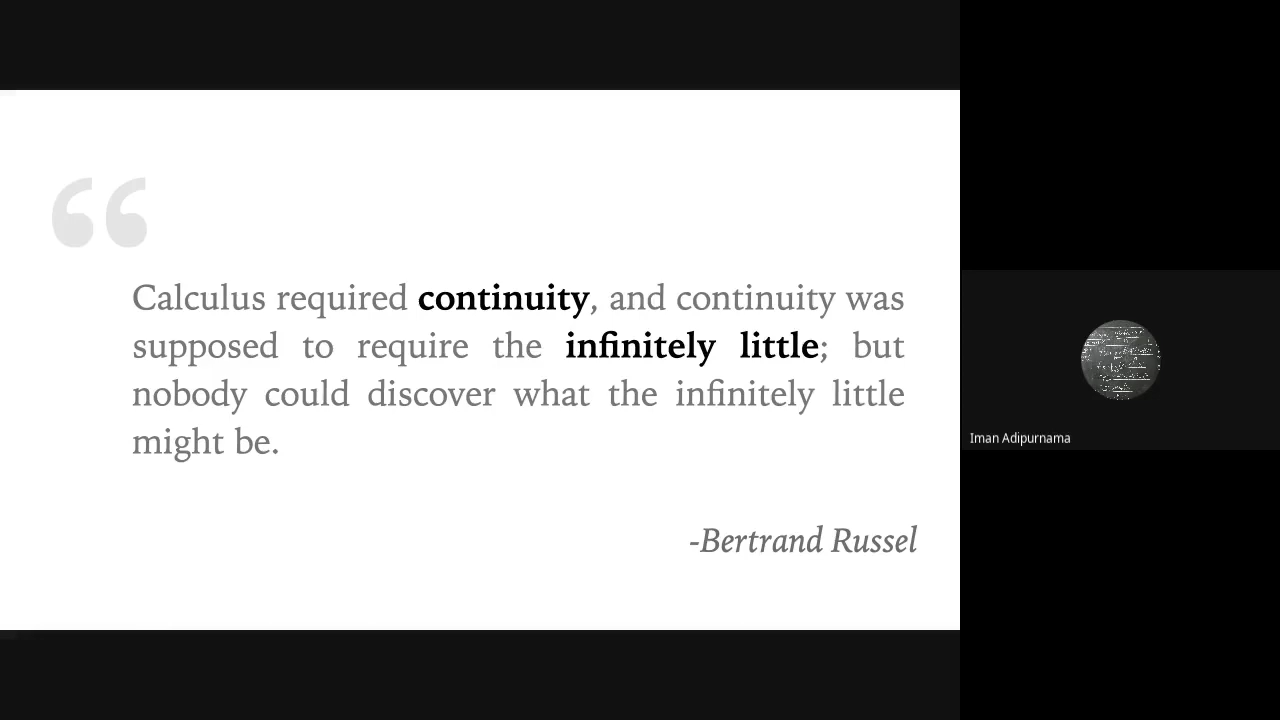 “
Calculus required continuity, and continuity was
supposed to require the infinitely little; but
nobody could discover what the infinitely little
might be.
-Bertrand Russel
Iman Adipurnama